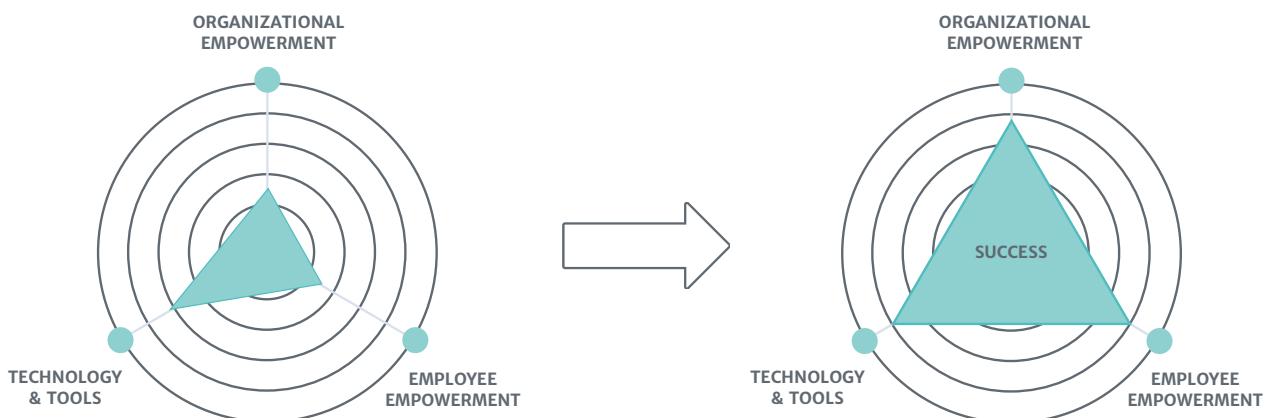 ORGANIZATIONAL
EMPOWERMENT
TECHNOLOGY
& TOOLS
EMPLOYEE
EMPOWERMENT
ORGANIZATIONAL
EMPOWERMENT
SUCCESS
TECHNOLOGY
& TOOLS
EMPLOYEE
EMPOWERMENT